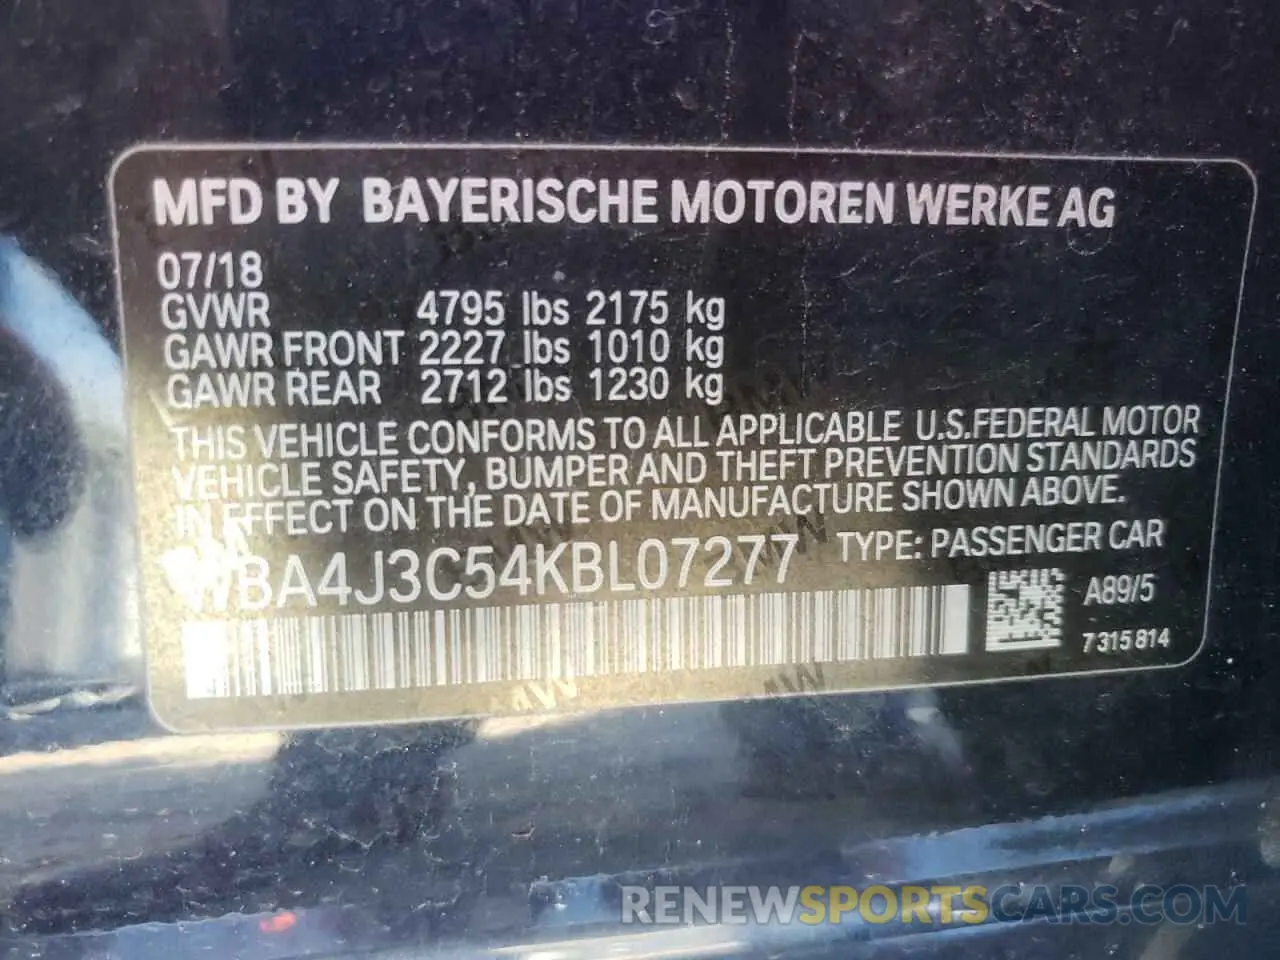 MFD BY BAYERISCHE MOTOREN WERKE AG
07/18
GVWR 4795 lbs 2175 kg
GAWR FRONT 2227 lbs 1010 kg
GAWR REAR 2712 lbs 1230 kg
THIS VEHICLE CONFORMS TO ALL APPLICABLE U.S.FEDERAL MOTOR
VEHICLE SAFETY, BUMPER AND THEFT PREVENTION STANDARDS
IN EFFECT ON THE DATE OF MANUFACTURE SHOWN ABOVE.
WBA4J3C54KBL07277 TYPE: PASSENGER CAR
A89/5
7315814
RENEWSPORTSCARS.COM